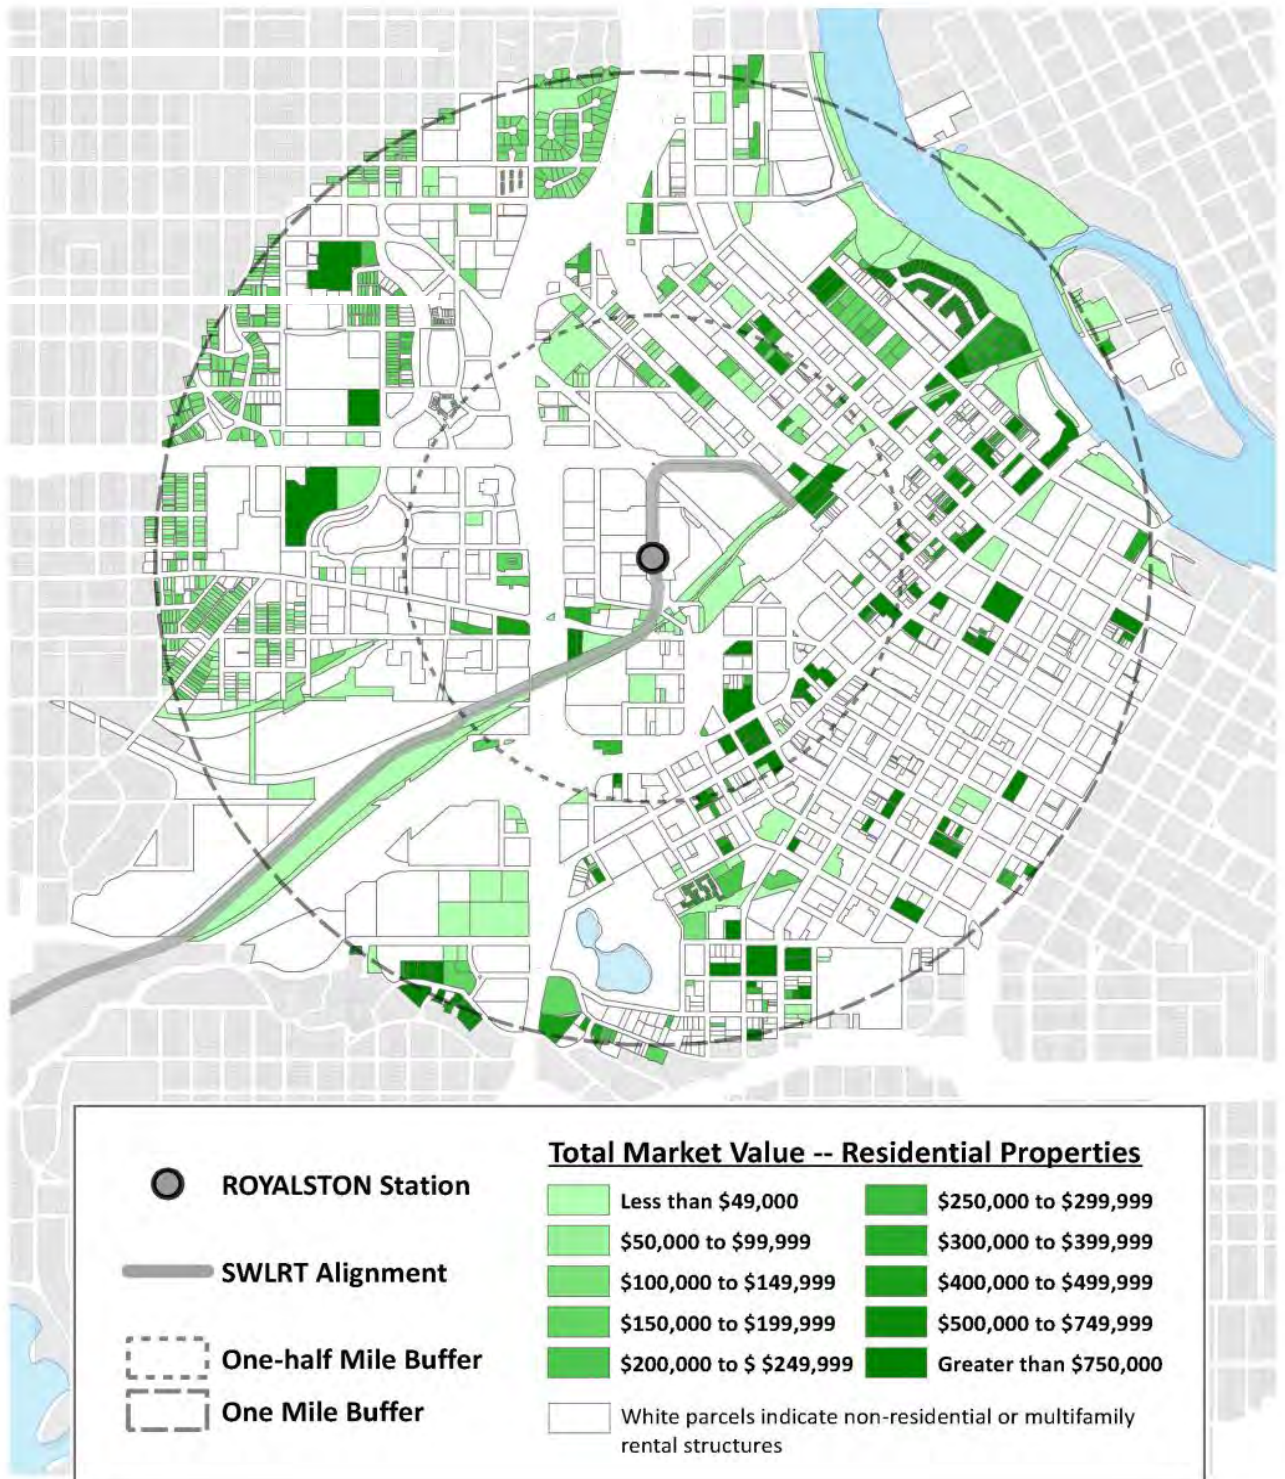 ROYALSTON Station
SWLRT Alignment
One-half Mile Buffer
One Mile Buffer
Total Market Value -- Residential Properties
Less than $49,000
$50,000 to $99,999
$100,000 to $149,999
$150,000 to $199,999
$200,000 to $ $249,999
$250,000 to $299,999
$300,000 to $399,999
$400,000 to $499,999
$500,000 to $749,999
Greater than $750,000
White parcels indicate non-residential or multifamily
rental structures